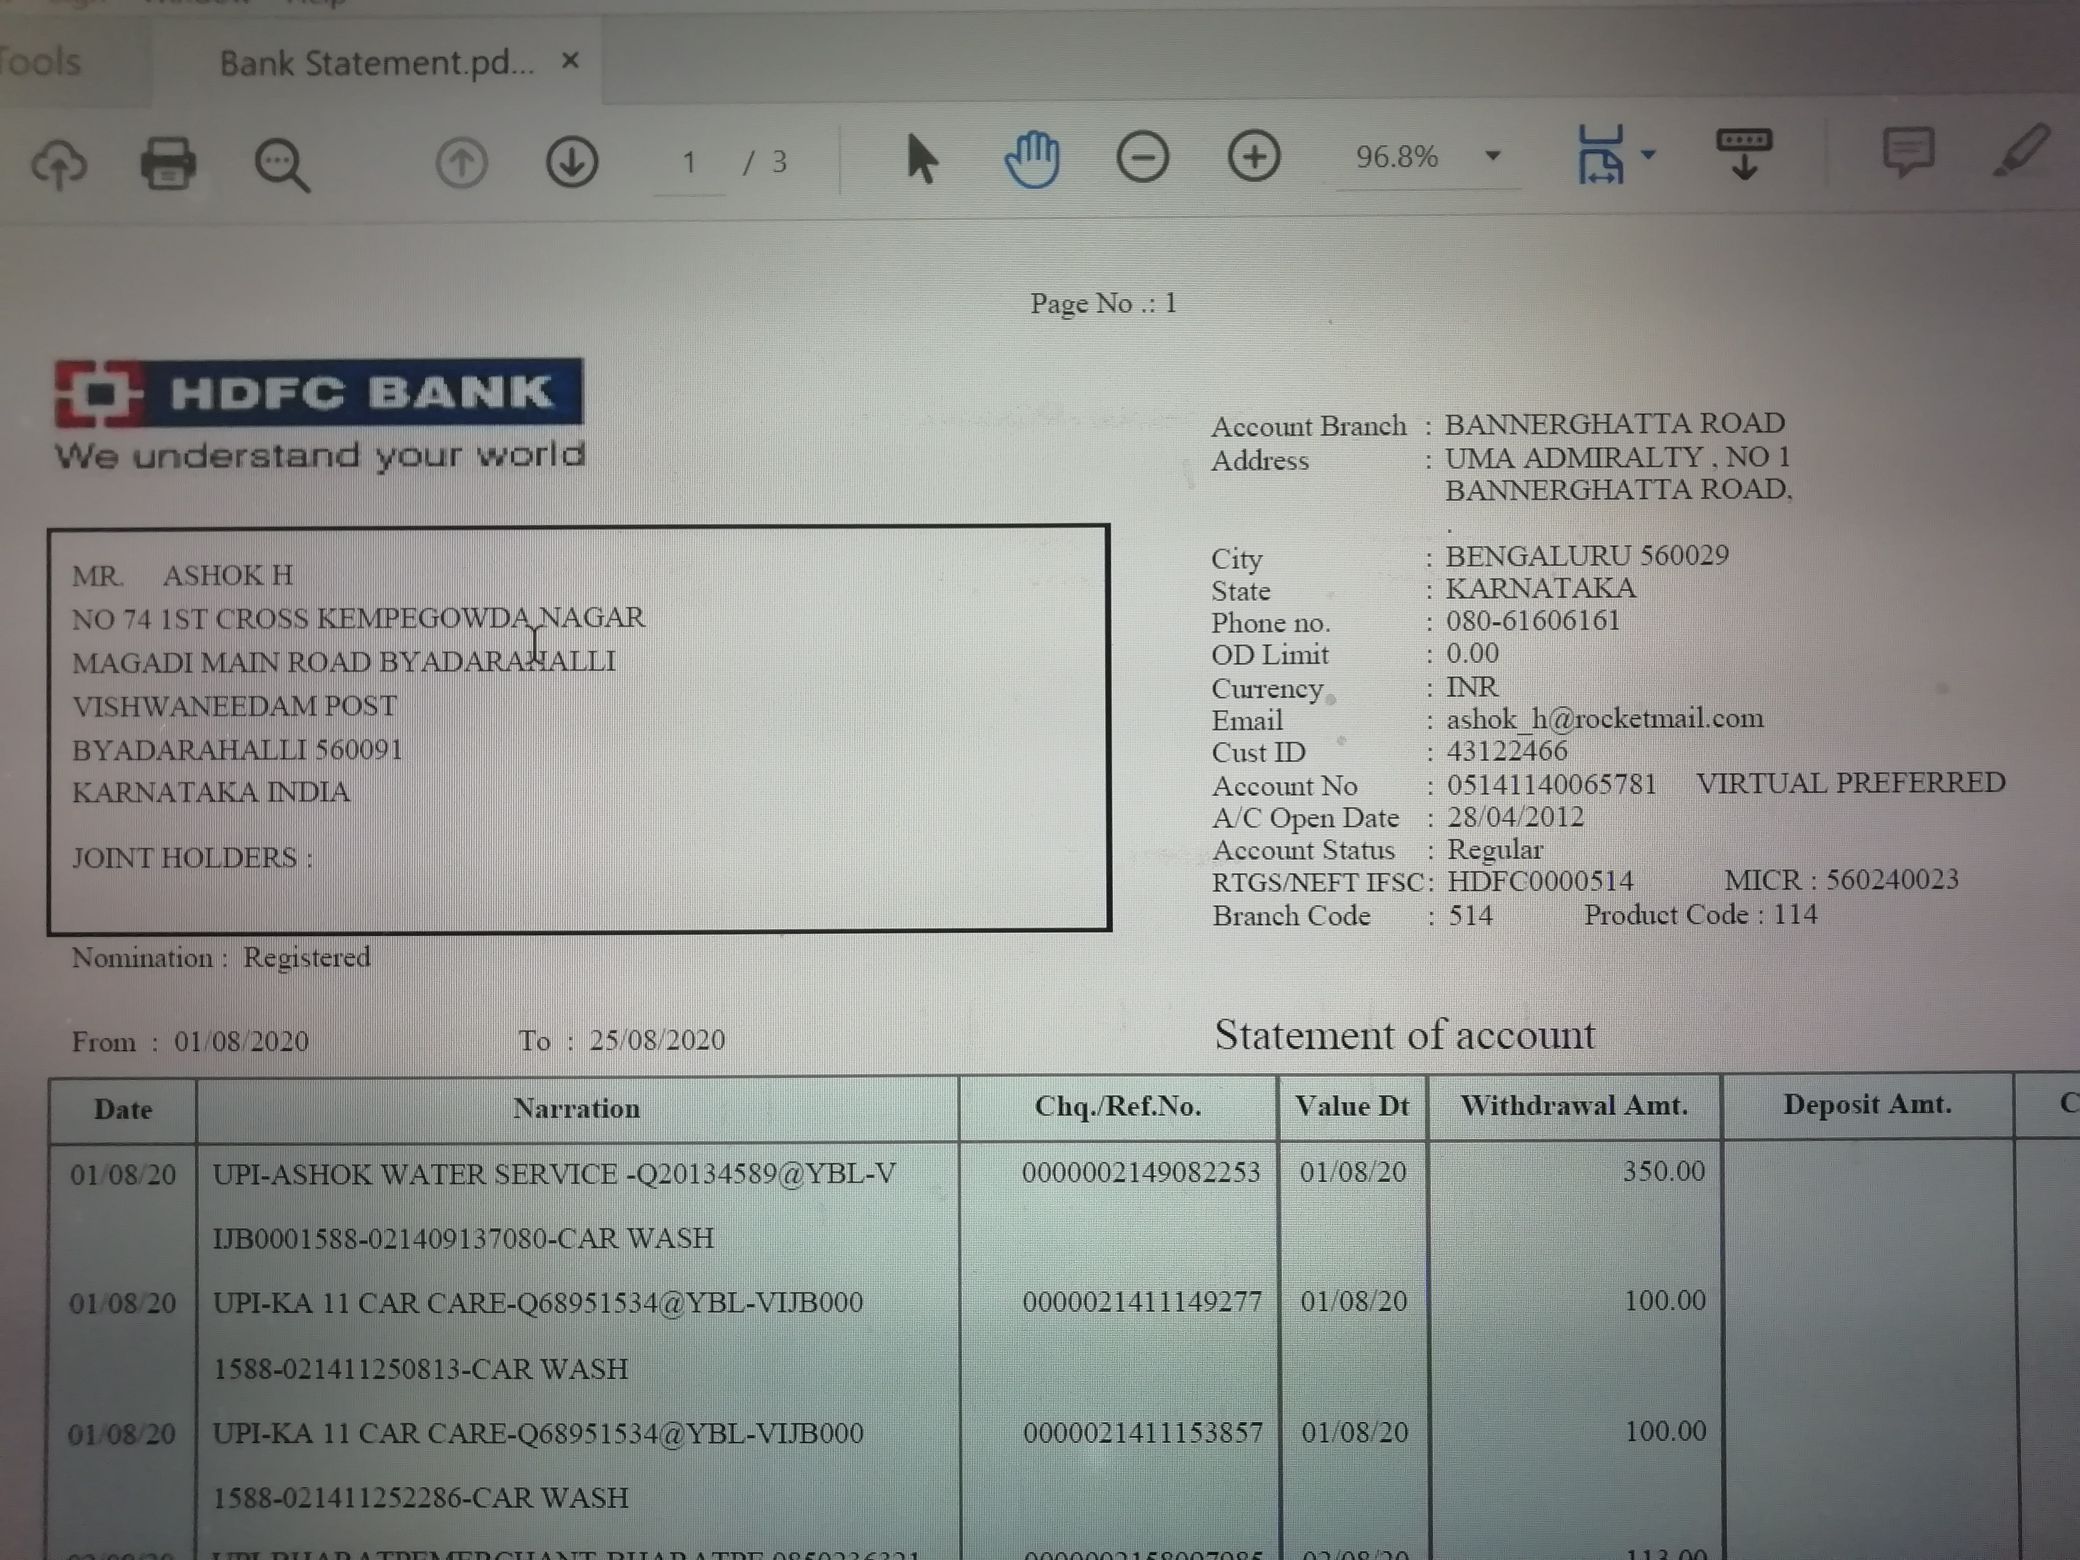 Tools
Bank Statement.pd... ×
1 / 3
96.8%
Page No .: 1
HDFC BANK
We understand your world
MR. ASHOK H
NO 74 1ST CROSS KEMPEGOWDA NAGAR
MAGADI MAIN ROAD BYADARAHALLI
VISHWANEEDAM POST
BYADARAHALLI 560091
KARNATAKA INDIA
JOINT HOLDERS :
Account Branch : BANNERGHATTA ROAD
Address : UMA ADMIRALTY , NO 1
BANNERGHATTA ROAD,
.
City : BENGALURU 560029
State : KARNATAKA
Phone no. : 080-61606161
OD Limit : 0.00
Currency : INR
Email : ashok_h@rocketmail.com
Cust ID : 43122466
Account No : 05141140065781 VIRTUAL PREFERRED
A/C Open Date : 28/04/2012
Account Status : Regular
RTGS/NEFT IFSC: HDFC0000514 MICR : 560240023
Branch Code : 514 Product Code : 114
Nomination : Registered
From : 01/08/2020 To : 25/08/2020 Statement of account
Date Narration Chq./Ref.No. Value Dt Withdrawal Amt. Deposit Amt. C
01/08/20 UPI-ASHOK WATER SERVICE -Q20134589@YBL-V 0000002149082253 01/08/20 350.00
IJB0001588-021409137080-CAR WASH
01/08/20 UPI-KA 11 CAR CARE-Q68951534@YBL-VIJB000 0000021411149277 01/08/20 100.00
1588-021411250813-CAR WASH
01/08/20 UPI-KA 11 CAR CARE-Q68951534@YBL-VIJB000 0000021411153857 01/08/20 100.00
1588-021411252286-CAR WASH